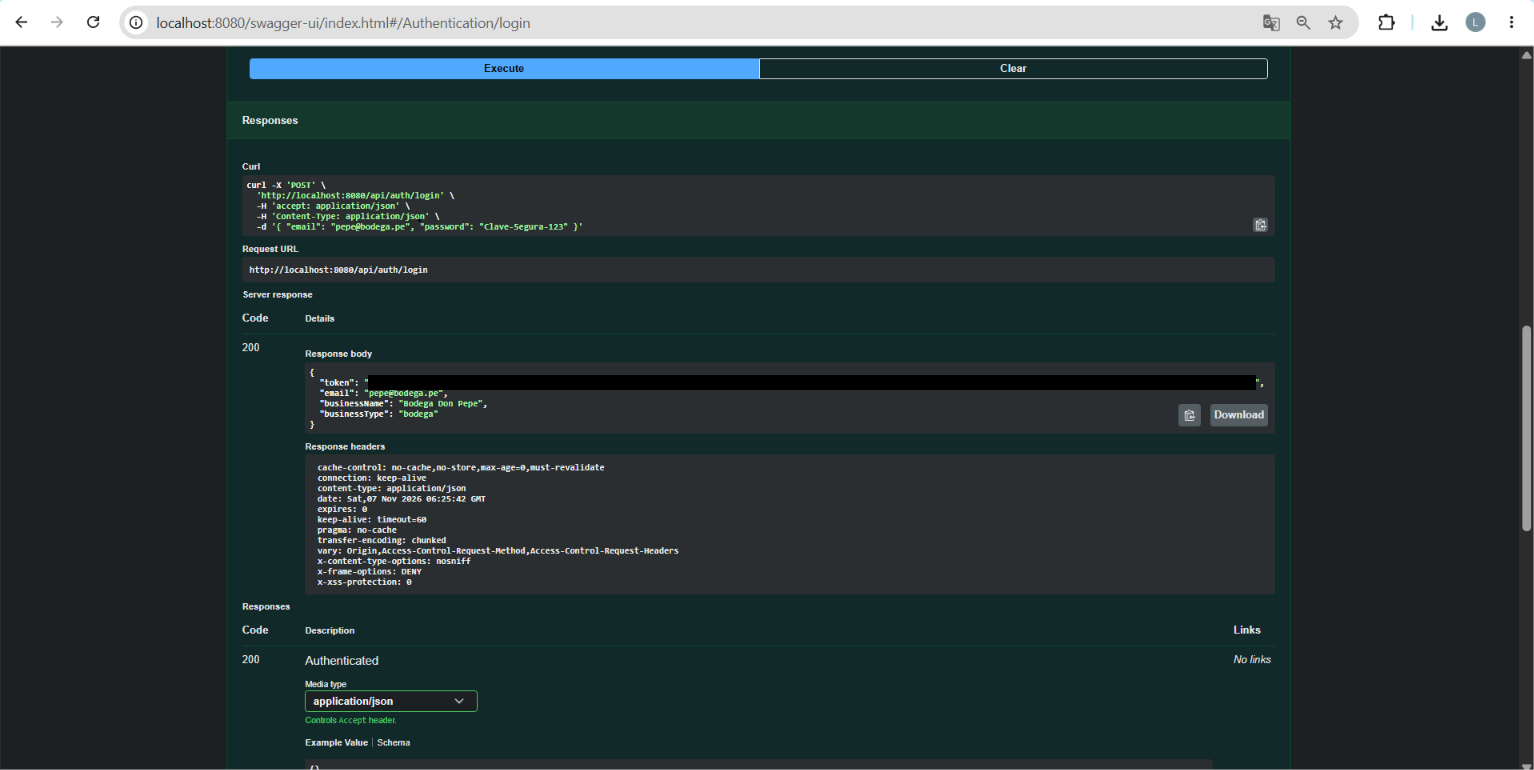 localhost:8080/swagger-ui/index.html#/Authentication/login
L
Execute
Clear
Responses
Curl
curl -X 'POST' \
'http://localhost:8080/api/auth/login' \
-H 'accept: application/json' \
-H 'Content-Type: application/json' \
-d '{ "email": "pepe@bodega.pe", "password": "Clave-Segura-123" }'
Request URL
http://localhost:8080/api/auth/login
Server response
Code Details
200
Response body
{
"token": "
",
"email": "pepe@bodega.pe",
"businessName": "Bodega Don Pepe",
"businessType": "bodega"
}
Download
Response headers
cache-control: no-cache,no-store,max-age=0,must-revalidate
connection: keep-alive
content-type: application/json
date: Sat,07 Nov 2026 06:25:42 GMT
expires: 0
keep-alive: timeout=60
pragma: no-cache
transfer-encoding: chunked
vary: Origin,Access-Control-Request-Method,Access-Control-Request-Headers
x-content-type-options: nosniff
x-frame-options: DENY
x-xss-protection: 0
Responses
Code Description Links
200 Authenticated No links
Media type
application/json
Controls Accept header.
Example Value | Schema